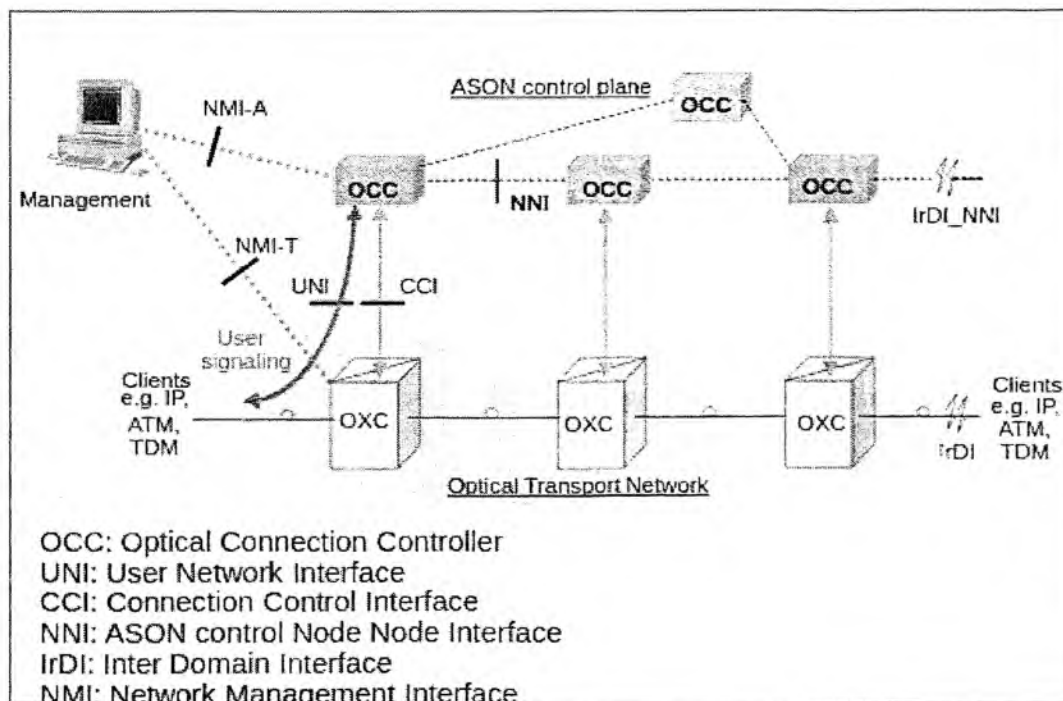 ASON control plane
OCC
NMI-A
OCC
OCC
OCC
Management
NNI
IrDI_NNI
NMI-T
UNI
CCI
User
signaling
Clients
e.g. IP,
ATM,
TDM
OXC
OXC
OXC
IrDI
Clients
e.g. IP,
ATM,
TDM
Optical Transport Network
OCC: Optical Connection Controller
UNI: User Network Interface
CCI: Connection Control Interface
NNI: ASON control Node Node Interface
IrDI: Inter Domain Interface
NMI: Network Management Interface